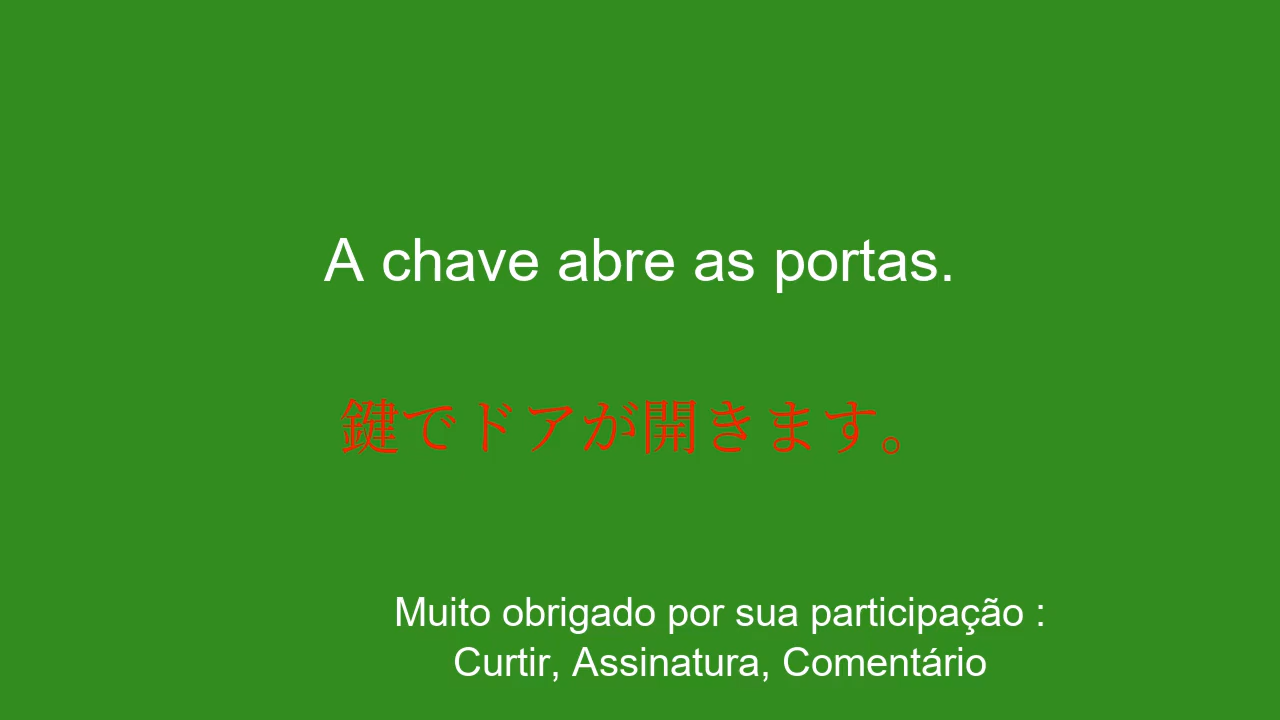 A chave abre as portas.
鍵でドアが開きます。
Muito obrigado por sua participação :
Curtir, Assinatura, Comentário